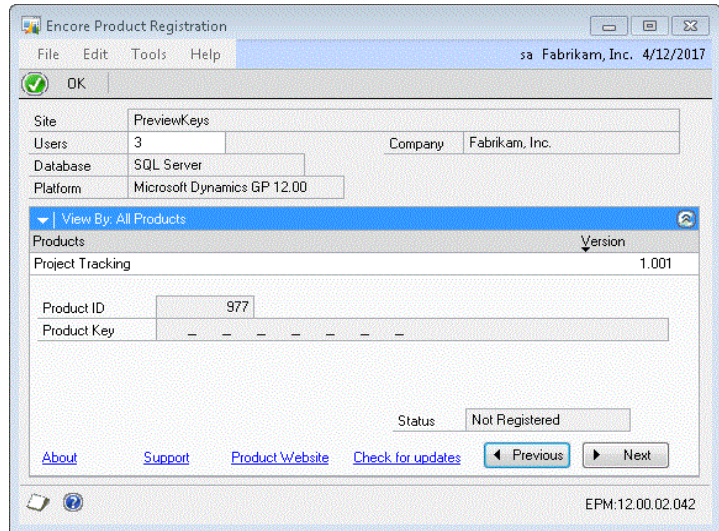 Encore Product Registration
File Edit Tools Help sa Fabrikam, Inc. 4/12/2017
OK
Site PreviewKeys
Users 3 Company Fabrikam, Inc.
Database SQL Server
Platform Microsoft Dynamics GP 12.00
View By: All Products
Products Version
Project Tracking 1.001
Product ID 977
Product Key _ _ _ _ _ _ _
Status Not Registered
About Support Product Website Check for updates Previous Next
EPM:12.00.02.042